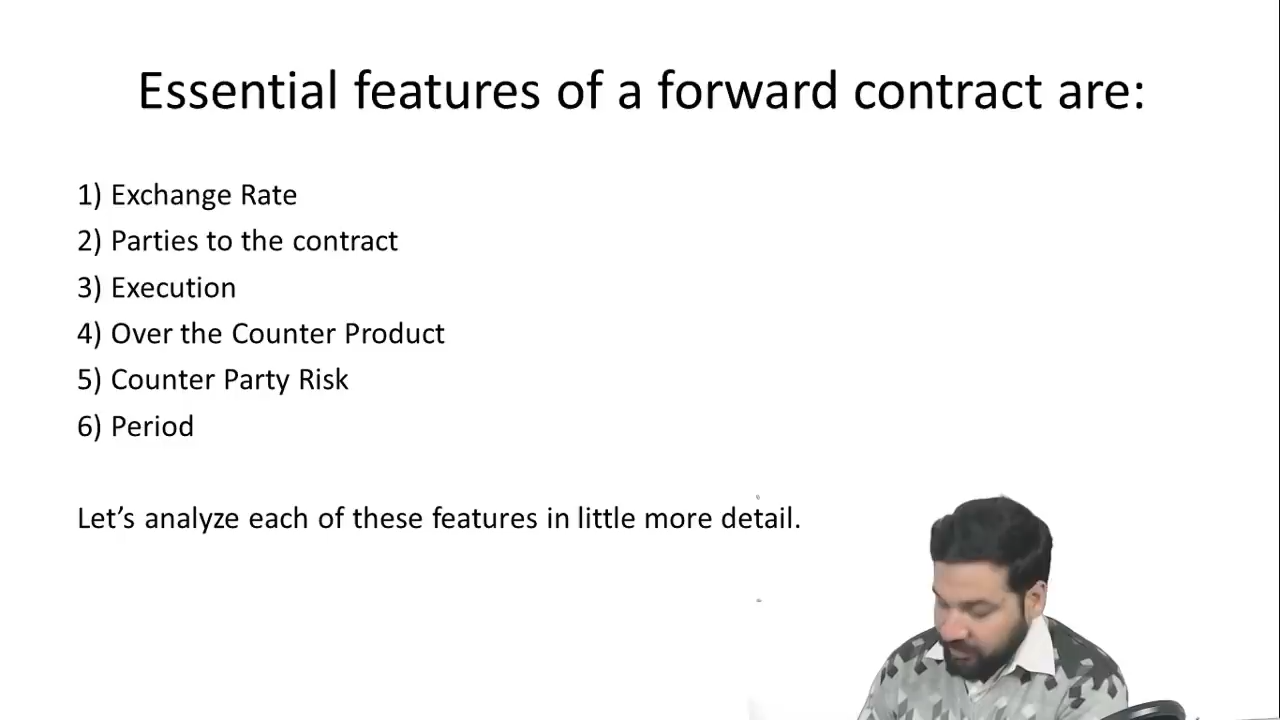 Essential features of a forward contract are:
1) Exchange Rate
2) Parties to the contract
3) Execution
4) Over the Counter Product
5) Counter Party Risk
6) Period
Let’s analyze each of these features in little more detail.